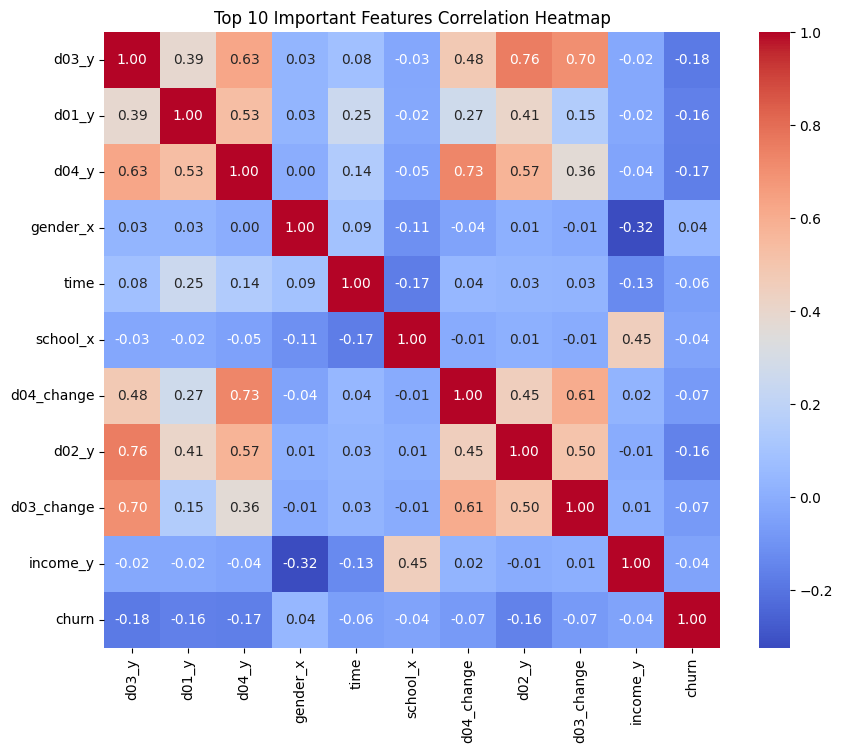 Top 10 Important Features Correlation Heatmap
d03_y 1.00 0.39 0.63 0.03 0.08 -0.03 0.48 0.76 0.70 -0.02 -0.18
d01_y 0.39 1.00 0.53 0.03 0.25 -0.02 0.27 0.41 0.15 -0.02 -0.16
d04_y 0.63 0.53 1.00 0.00 0.14 -0.05 0.73 0.57 0.36 -0.04 -0.17
gender_x 0.03 0.03 0.00 1.00 0.09 -0.11 -0.04 0.01 -0.01 -0.32 0.04
time 0.08 0.25 0.14 0.09 1.00 -0.17 0.04 0.03 0.03 -0.13 -0.06
school_x -0.03 -0.02 -0.05 -0.11 -0.17 1.00 -0.01 0.01 -0.01 0.45 -0.04
d04_change 0.48 0.27 0.73 -0.04 0.04 -0.01 1.00 0.45 0.61 0.02 -0.07
d02_y 0.76 0.41 0.57 0.01 0.03 0.01 0.45 1.00 0.50 -0.01 -0.16
d03_change 0.70 0.15 0.36 -0.01 0.03 -0.01 0.61 0.50 1.00 0.01 -0.07
income_y -0.02 -0.02 -0.04 -0.32 -0.13 0.45 0.02 -0.01 0.01 1.00 -0.04
churn -0.18 -0.16 -0.17 0.04 -0.06 -0.04 -0.07 -0.16 -0.07 -0.04 1.00
d03_y d01_y d04_y gender_x time school_x d04_change d02_y d03_change income_y churn
1.0
0.8
0.6
0.4
0.2
0.0
−0.2